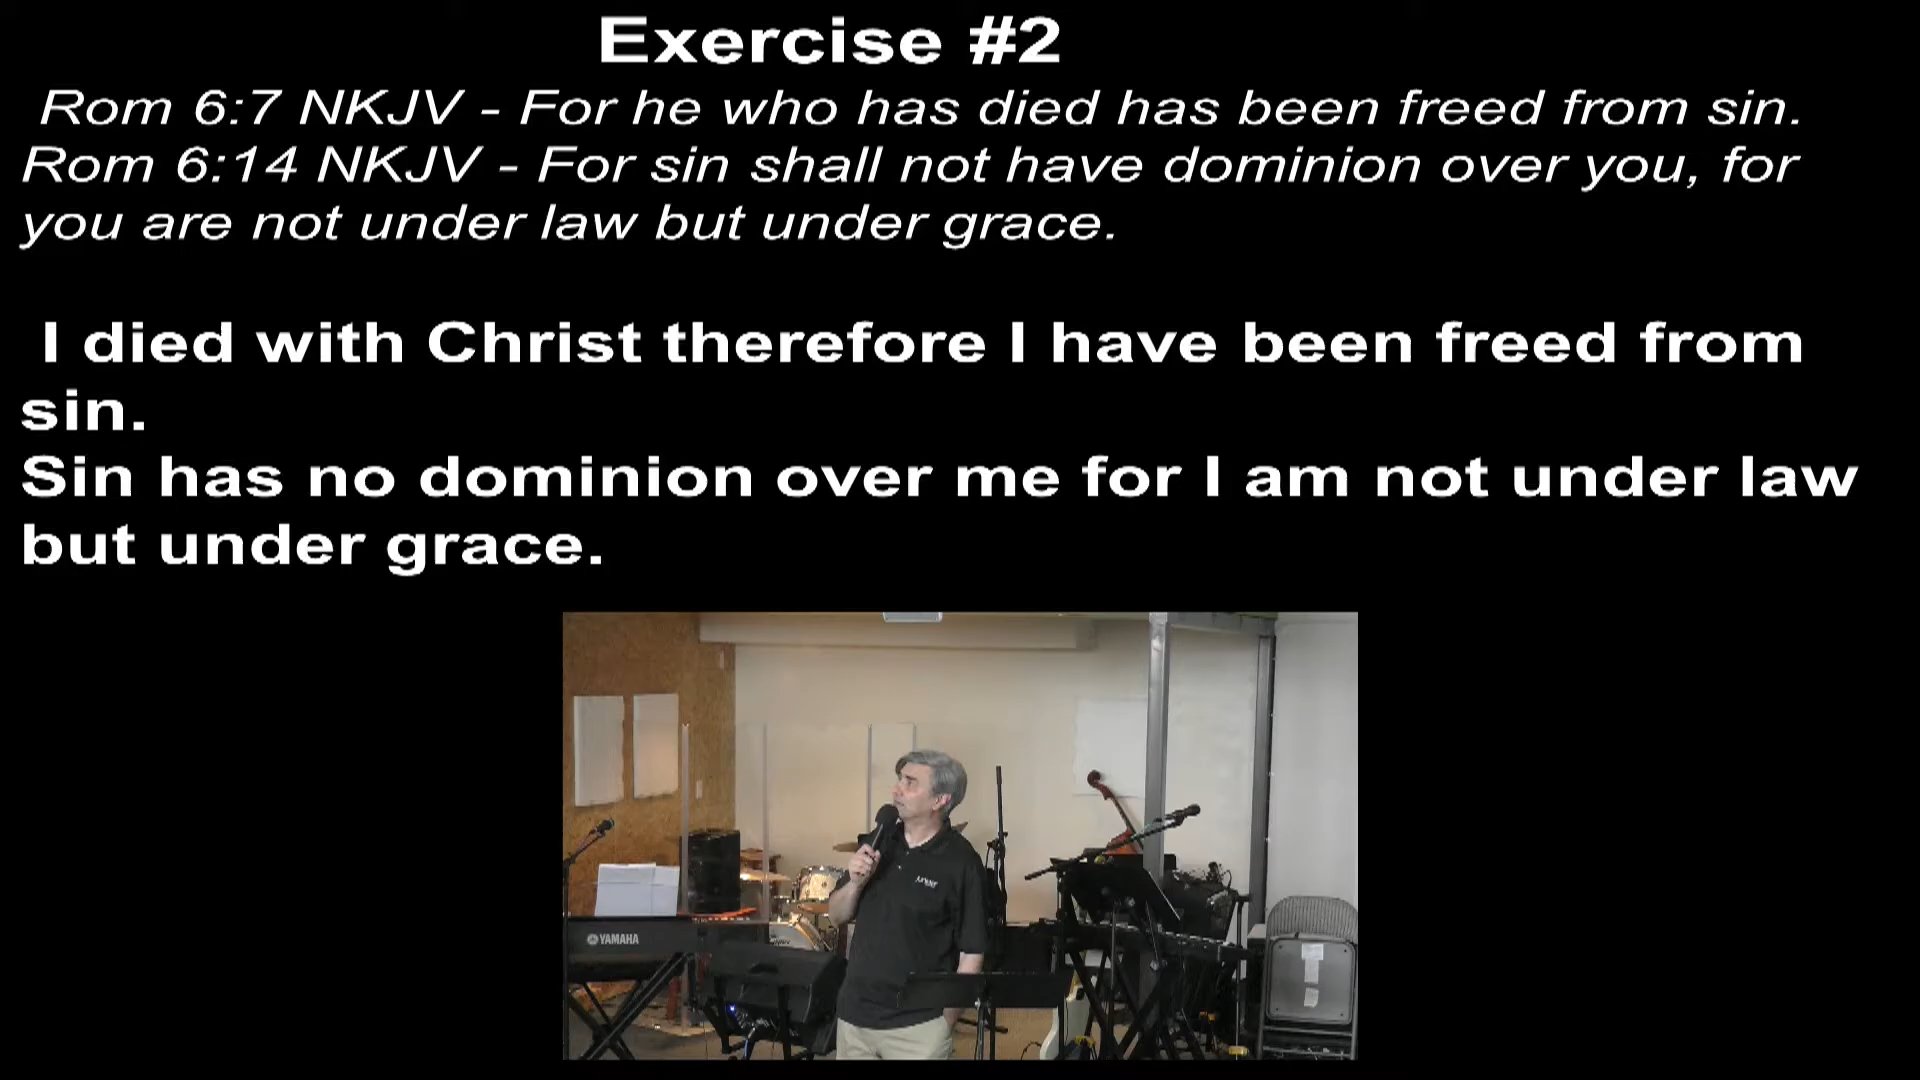 Exercise #2
Rom 6:7 NKJV - For he who has died has been freed from sin.
Rom 6:14 NKJV - For sin shall not have dominion over you, for
you are not under law but under grace.
I died with Christ therefore I have been freed from
sin.
Sin has no dominion over me for I am not under law
but under grace.
YAMAHA